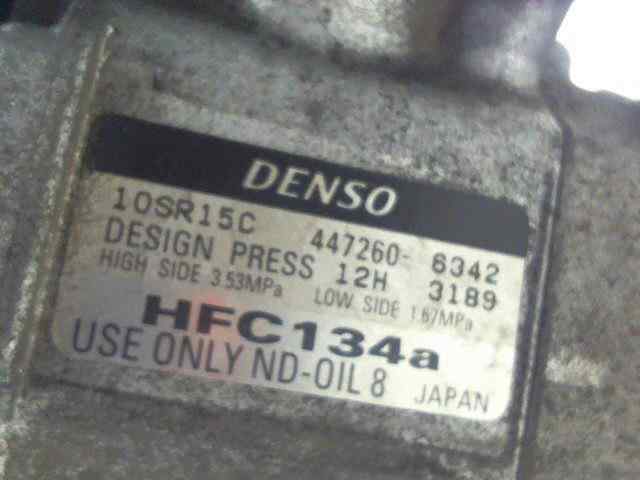 DENSO
10SR15C 447260-6342
DESIGN PRESS 12H 3189
HIGH SIDE 3.53MPa LOW SIDE 1.67MPa
HFC134a
USE ONLY ND-OIL 8 JAPAN